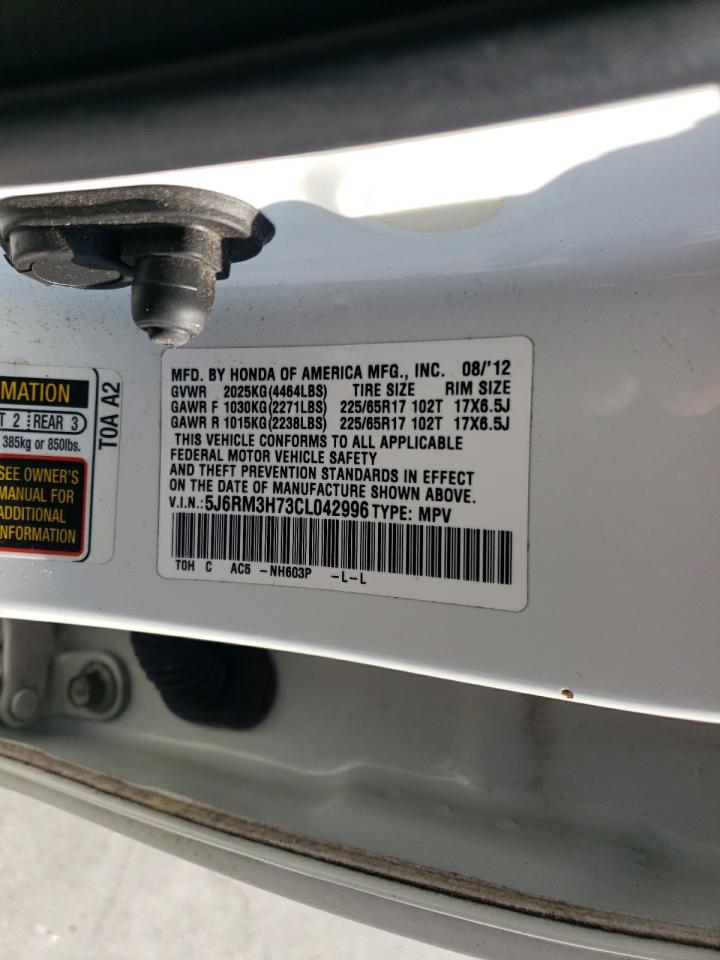 MFD. BY HONDA OF AMERICA MFG., INC. 08/'12
GVWR 2025KG(4464LBS) TIRE SIZE RIM SIZE
GAWR F 1030KG(2271LBS) 225/65R17 102T 17X6.5J
GAWR R 1015KG(2238LBS) 225/65R17 102T 17X6.5J
THIS VEHICLE CONFORMS TO ALL APPLICABLE
FEDERAL MOTOR VEHICLE SAFETY
AND THEFT PREVENTION STANDARDS IN EFFECT
ON THE DATE OF MANUFACTURE SHOWN ABOVE.
V.I.N.:5J6RM3H73CL042996 TYPE: MPV
TOH C AC5 -NH603P -L-L
MATION
T 2 REAR 3
385kg or 850lbs.
SEE OWNER'S
MANUAL FOR
ADDITIONAL
INFORMATION
T0A A2